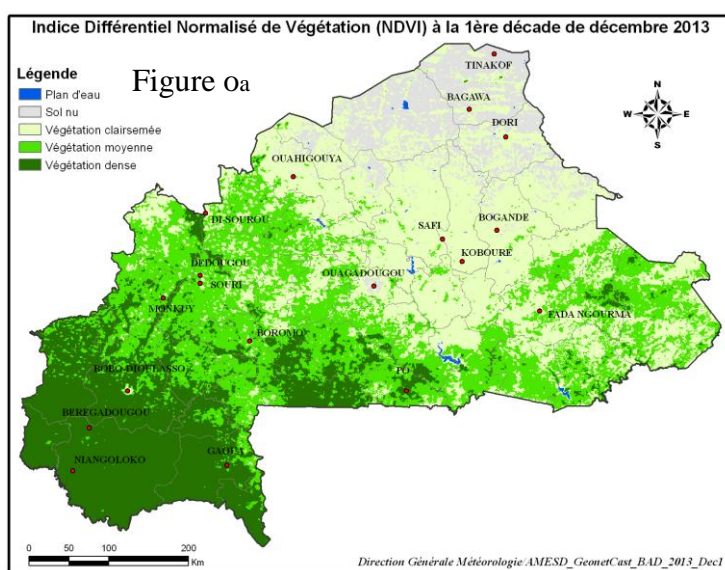 Indice Différentiel Normalisé de Végétation (NDVI) à la 1ère décade de décembre 2013
Légende
Plan d'eau
Sol nu
Végétation clairsemée
Végétation moyenne
Végétation dense
Figure 0a
TINAKOF
BAGAWA
DORI
N
W E
S
OUAHIGOUYA
DI-SOUROU
BOGANDE
SAFI
KOBOURE
DEDOUGOU
SOURI
OUAGADOUGOU
MONKUY
FADA NGOURMA
BOROMO
BOBO-DIOULASSO
PO
BEREGADOUGOU
NIANGOLOKO
GAOUA
0 50 100 200
Km
Direction Générale Météorologie/AMESD_GeonetCast_BAD_2013_Dec1